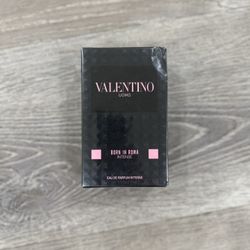 VALENTINO
UOMO
BORN IN ROMA
INTENSE
EAU DE PARFUM INTENSE